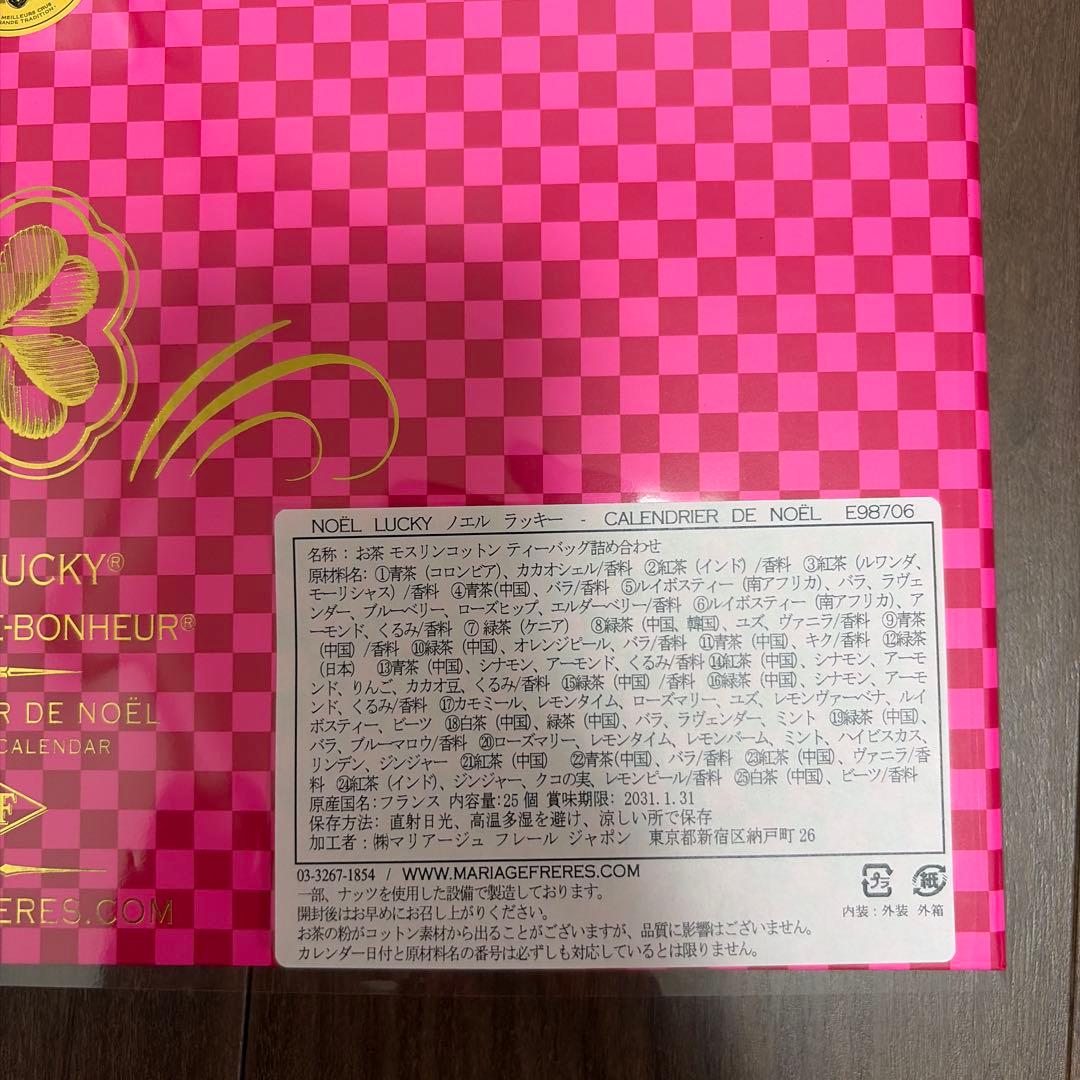 MEILLEURS CRUS
GRANDE TRADITION
UCKY®
-BONHEUR®
R DE NOËL
CALENDAR
F
RERES.COM
NOËL LUCKY ノエル ラッキー - CALENDRIER DE NOËL E98706
名称：お茶 モスリンコットン ティーバッグ詰め合わせ
原材料名：①青茶（コロンビア）、カカオシェル/香料 ②紅茶（インド）/香料 ③紅茶（ルワンダ、
モーリシャス）/香料 ④青茶(中国)、バラ/香料 ⑤ルイボスティー（南アフリカ）、バラ、ラヴェ
ンダー、ブルーベリー、ローズヒップ、エルダーベリー/香料 ⑥ルイボスティー（南アフリカ）、ア
ーモンド、くるみ/香料 ⑦ 緑茶（ケニア） ⑧緑茶（中国、韓国）、ユズ、ヴァニラ/香料 ⑨青茶
（中国）/香料 ⑩緑茶（中国）、オレンジピール、バラ/香料 ⑪青茶（中国）、キク/香料 ⑫緑茶
（日本） ⑬青茶（中国）、シナモン、アーモンド、くるみ/香料⑭紅茶（中国）、シナモン、アーモ
ンド、りんご、カカオ豆、くるみ/香料 ⑮緑茶（中国）/香料 ⑯緑茶（中国）、シナモン、アーモ
ンド、くるみ/香料 ⑰カモミール、レモンタイム、ローズマリー、ユズ、レモンヴァーベナ、ルイ
ボスティー、ビーツ ⑱白茶（中国）、緑茶（中国）、バラ、ラヴェンダー、ミント ⑲緑茶（中国）、
バラ、ブルーマロウ/香料 ⑳ローズマリー、レモンタイム、レモンバーム、ミント、ハイビスカス、
リンデン、ジンジャー ㉑紅茶（中国） ㉒青茶(中国)、バラ/香料 ㉓紅茶（中国）、ヴァニラ/香
料 ㉔紅茶（インド）、ジンジャー、クコの実、レモンピール/香料 ㉕白茶（中国）、ビーツ/香料
原産国名：フランス 内容量：25個 賞味期限：2031.1.31
保存方法：直射日光、高温多湿を避け、涼しい所で保存
加工者：㈱マリアージュ フレール ジャポン 東京都新宿区納戸町26
03-3267-1854 / WWW.MARIAGEFRERES.COM
一部、ナッツを使用した設備で製造しております。
開封後はお早めにお召し上がりください。
お茶の粉がコットン素材から出ることがございますが、品質に影響はございません。
カレンダー日付と原材料名の番号は必ずしも対応しているとは限りません。
プラ 紙
内装：外装 外箱